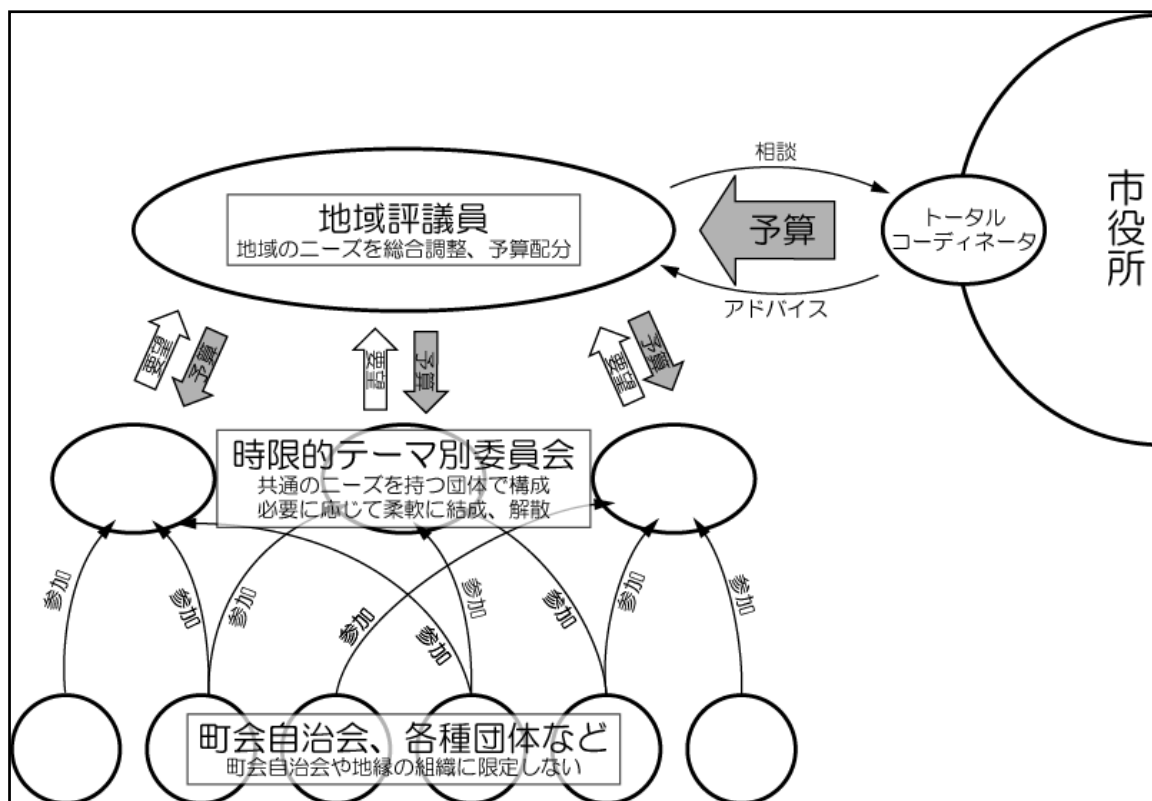 相談
市役所
トータル
コーディネータ
地域評議員
地域のニーズを総合調整、予算配分
予算
アドバイス
要望
予算
要望
予算
要望
予算
時限的テーマ別委員会
共通のニーズを持つ団体で構成
必要に応じて柔軟に結成、解散
参加
参加
参加
参加
参加
参加
参加
参加
参加
町会自治会、各種団体など
町会自治会や地縁の組織に限定しない